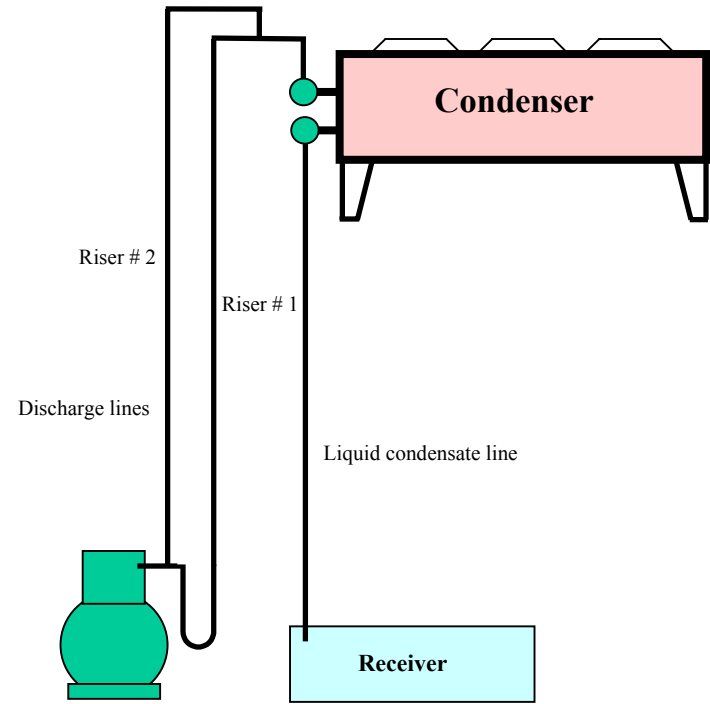 Condenser
Riser # 2
Riser # 1
Discharge lines
Liquid condensate line
Receiver